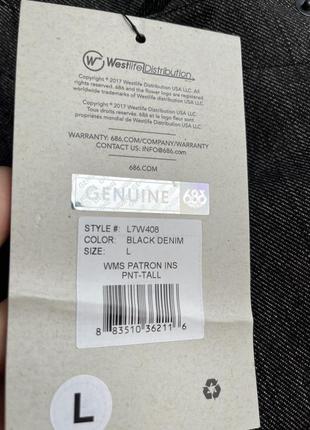 Westlife Distribution
Copyright © 2017 Westlife Distribution USA LLC.
All rights reserved. 686 and the flower logo are registered
worldwide trademarks of Westlife Distribution USA LLC.
Copyright © 2017 Westlife Distribution USA LLC.
Tous droits réservés. 686 et la logo fleur sont
propriétés mondial de Westlife Distribution USA LLC.
WARRANTY: 686.COM/COMPANY/WARRANTY
CONTACT US: INFO@686.COM
686.COM
GENUINE 686
STYLE #: L7W408
COLOR: BLACK DENIM
SIZE: L
WMS PATRON INS
PNT-TALL
8 83510 36211 6
L